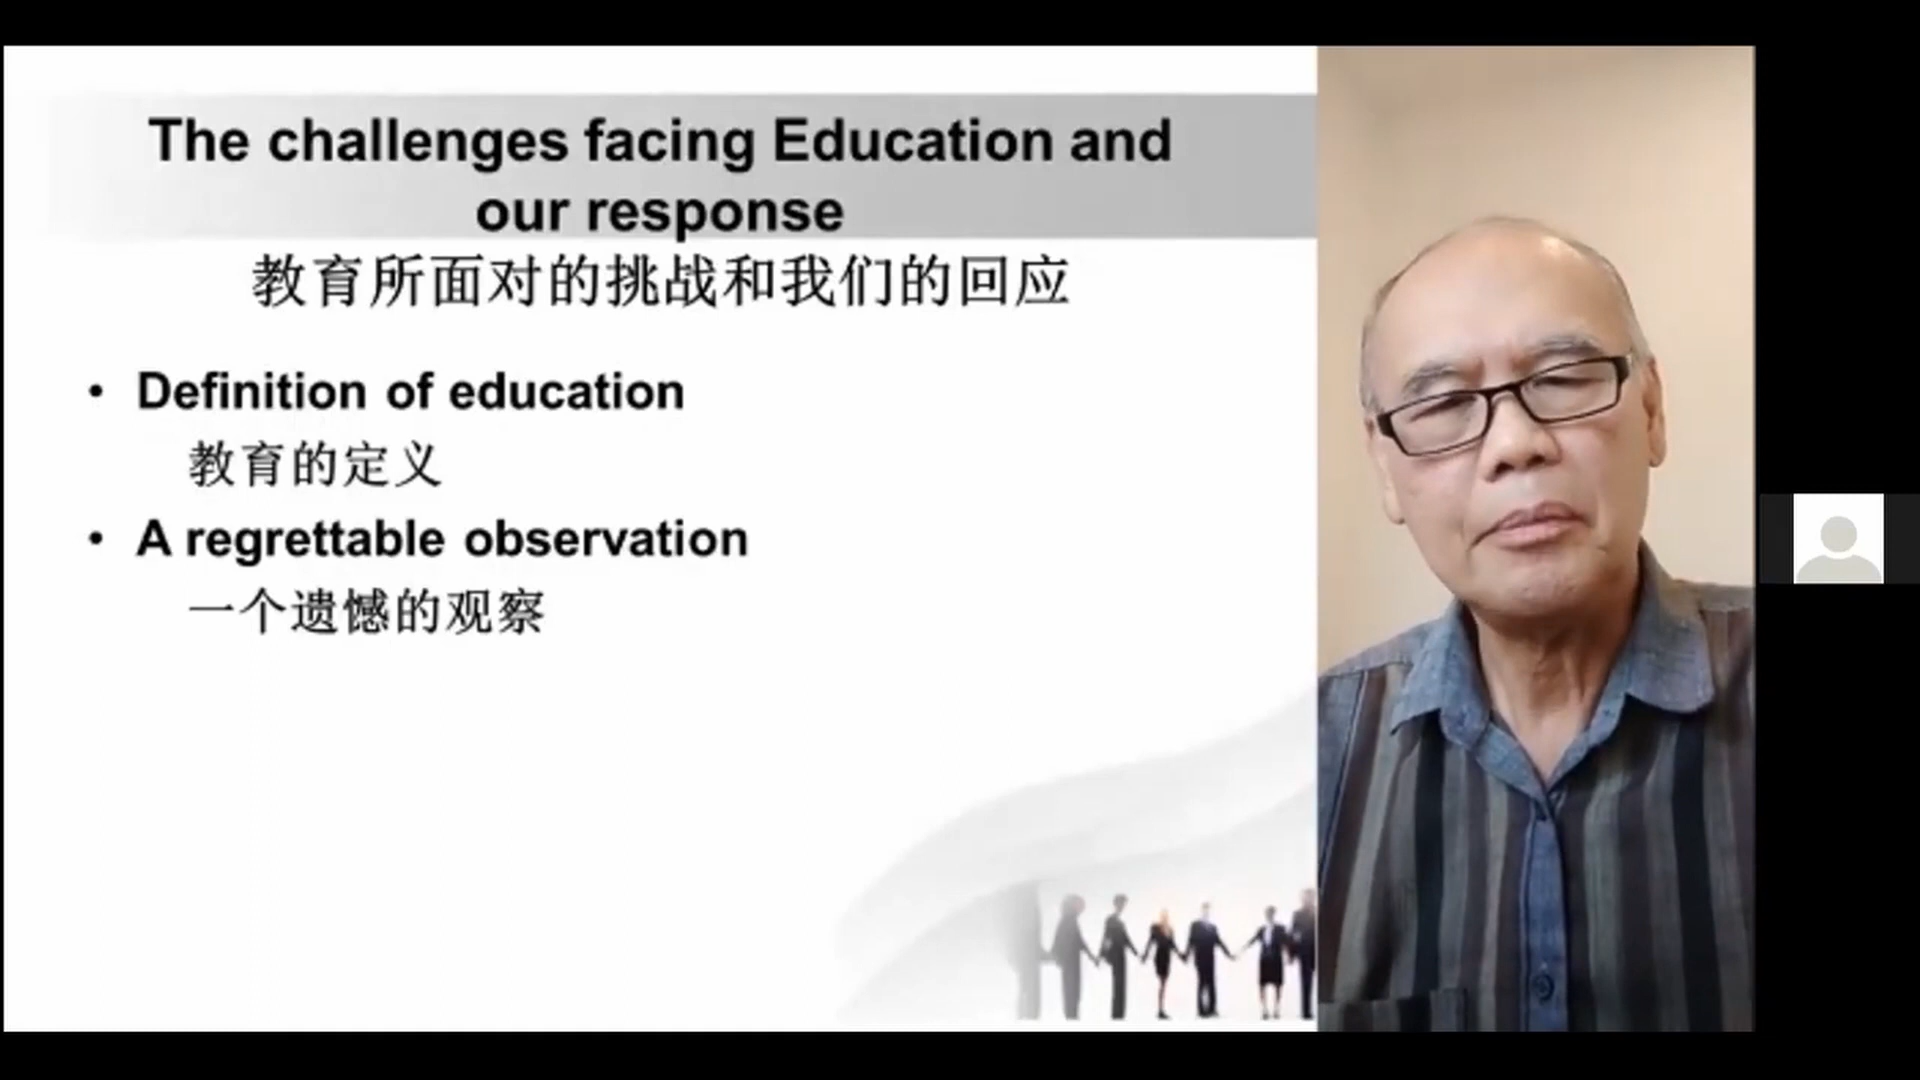 The challenges facing Education and
our response
教育所面对的挑战和我们的回应
• Definition of education
教育的定义
• A regrettable observation
一个遗憾的观察